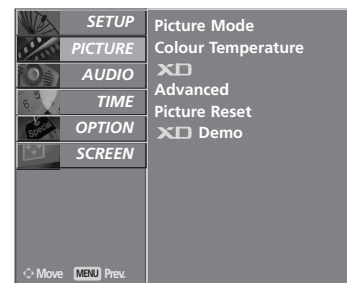 SETUP
PICTURE
AUDIO
TIME
OPTION
SCREEN
Move MENU Prev.
Picture Mode
Colour Temperature
XD
Advanced
Picture Reset
XD Demo